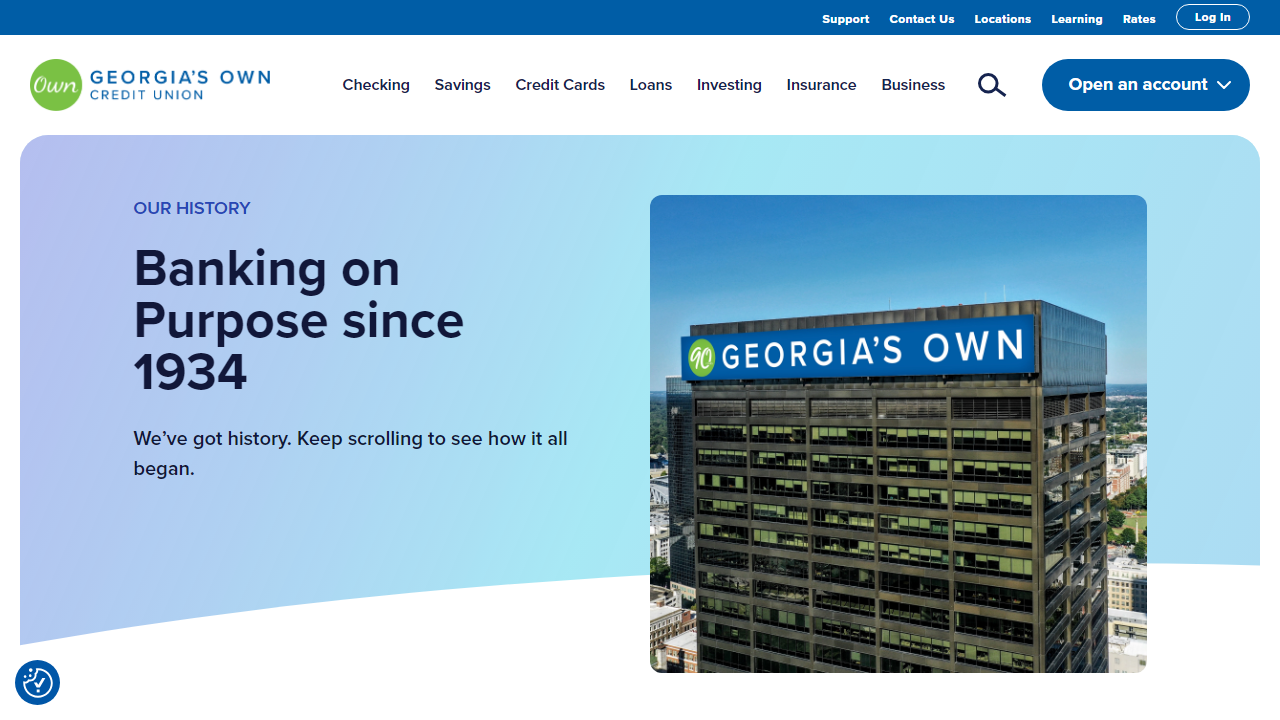 Support Contact Us Locations Learning Rates Log In
Own GEORGIA'S OWN
CREDIT UNION
Checking Savings Credit Cards Loans Investing Insurance Business Open an account
OUR HISTORY
Banking on
Purpose since
1934
We’ve got history. Keep scrolling to see how it all
began.
90 GEORGIA'S OWN